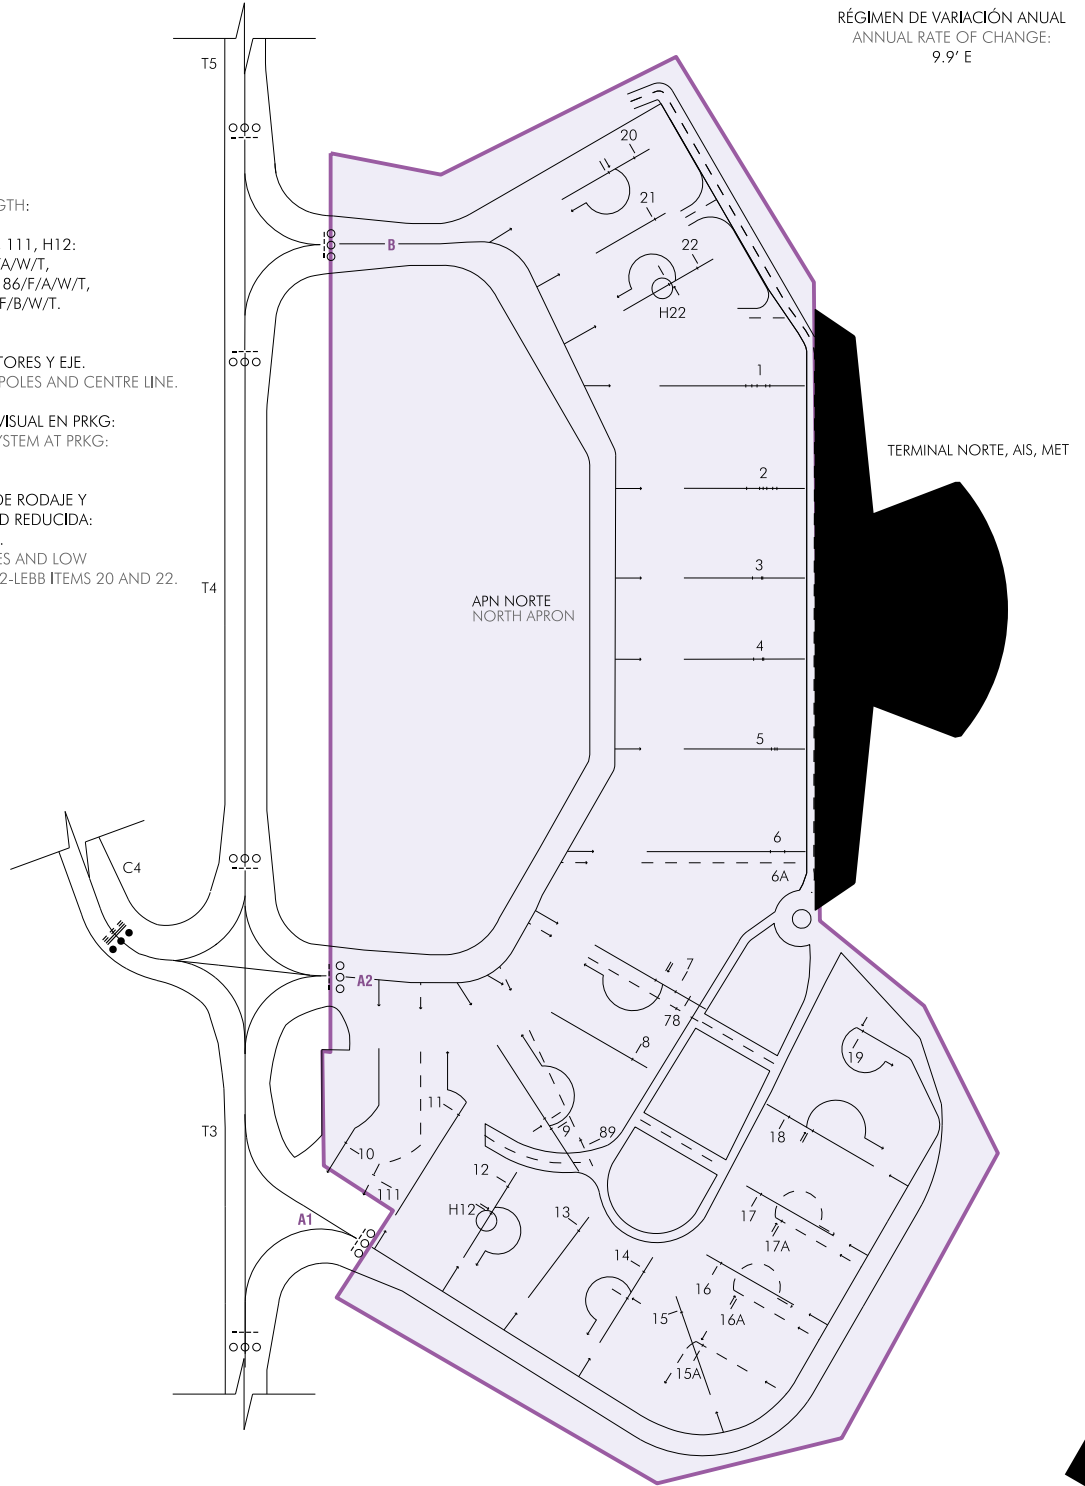 RÉGIMEN DE VARIACIÓN ANUAL
ANNUAL RATE OF CHANGE:
9.9′ E
T5
20
GTH:
21
111, H12:
B
22
/A/W/T,
86/F/A/W/T,
F/B/W/T.
H22
TORES Y EJE.
1
POLES AND CENTRE LINE.
VISUAL EN PRKG:
SYSTEM AT PRKG:
TERMINAL NORTE, AIS, MET
2
DE RODAJE Y
D REDUCIDA:
.
ES AND LOW
3
2-LEBB ITEMS 20 AND 22.
T4
APN NORTE
NORTH APRON
4
5
6
C4
6A
7
A2
78
8
19
11
T3
9
89
18
10
12
111
17
H12
13
A1
17A
14
16
15
16A
15A